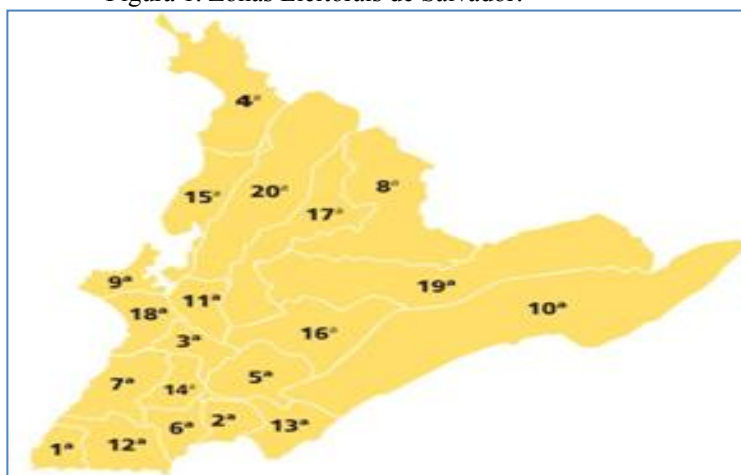 Figura 1. Zonas Eleitorais de Salvador.
4ª
15ª
20ª
8ª
17ª
9ª
11ª
19ª
18ª
10ª
16ª
3ª
7ª
5ª
14ª
6ª
2ª
13ª
1ª
12ª